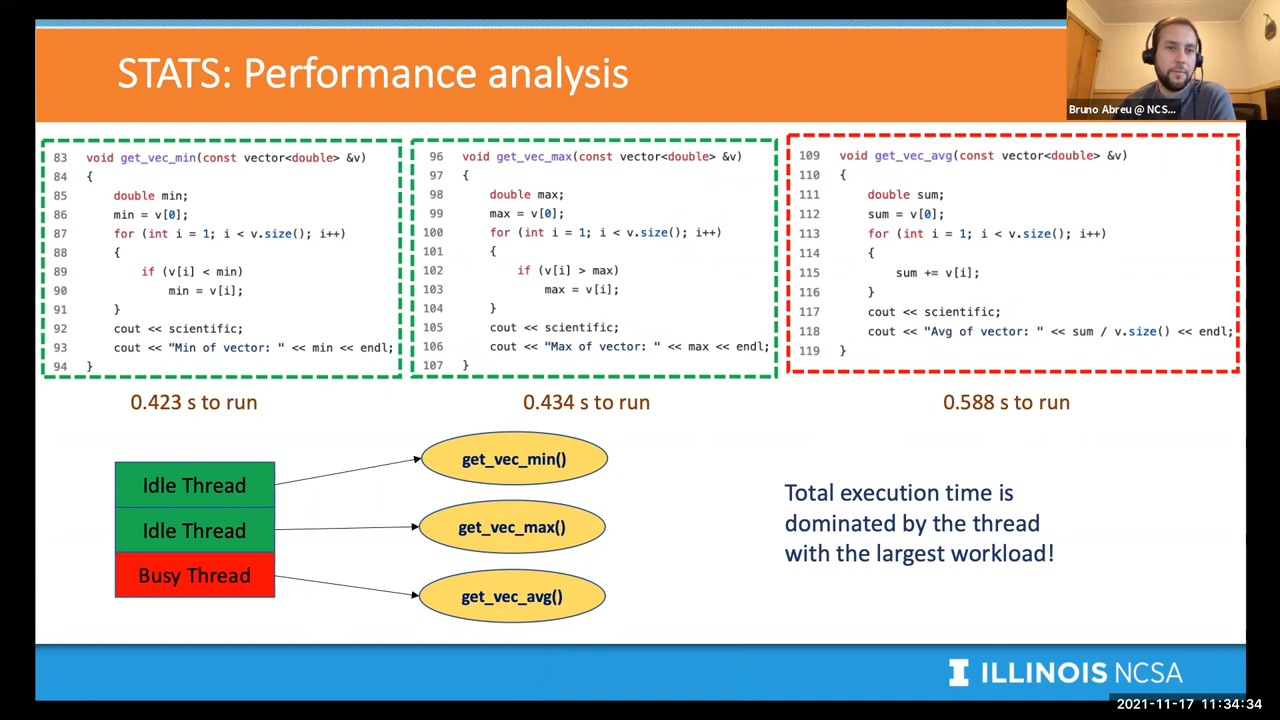 STATS: Performance analysis
Bruno Abreu @ NCS...
83 void get_vec_min(const vector<double> &v)
84 {
85 double min;
86 min = v[0];
87 for (int i = 1; i < v.size(); i++)
88 {
89 if (v[i] < min)
90 min = v[i];
91 }
92 cout << scientific;
93 cout << "Min of vector: " << min << endl;
94 }
96 void get_vec_max(const vector<double> &v)
97 {
98 double max;
99 max = v[0];
100 for (int i = 1; i < v.size(); i++)
101 {
102 if (v[i] > max)
103 max = v[i];
104 }
105 cout << scientific;
106 cout << "Max of vector: " << max << endl;
107 }
109 void get_vec_avg(const vector<double> &v)
110 {
111 double sum;
112 sum = v[0];
113 for (int i = 1; i < v.size(); i++)
114 {
115 sum += v[i];
116 }
117 cout << scientific;
118 cout << "Avg of vector: " << sum / v.size() << endl;
119 }
0.423 s to run
0.434 s to run
0.588 s to run
Idle Thread
Idle Thread
Busy Thread
get_vec_min()
get_vec_max()
get_vec_avg()
Total execution time is
dominated by the thread
with the largest workload!
I ILLINOIS NCSA
2021-11-17 11:34:34